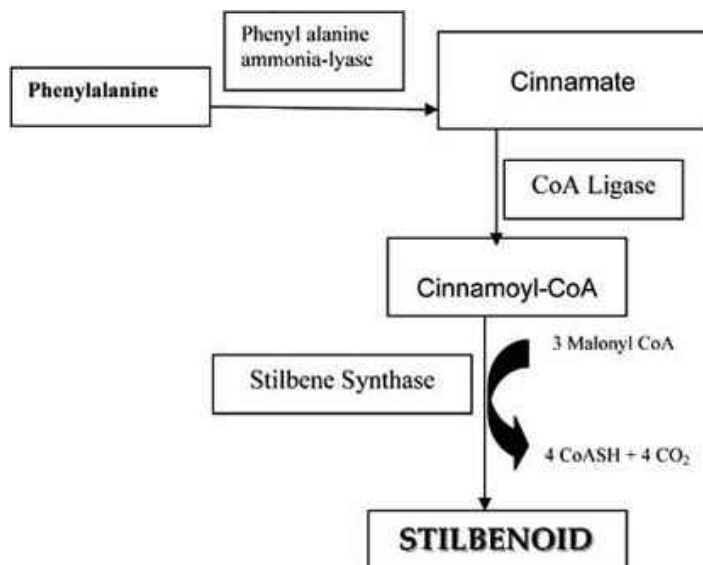 Phenyl alanine
ammonia-lyase
Phenylalanine
Cinnamate
CoA Ligase
Cinnamoyl-CoA
3 Malonyl CoA
Stilbene Synthase
4 CoASH + 4 CO₂
STILBENOID